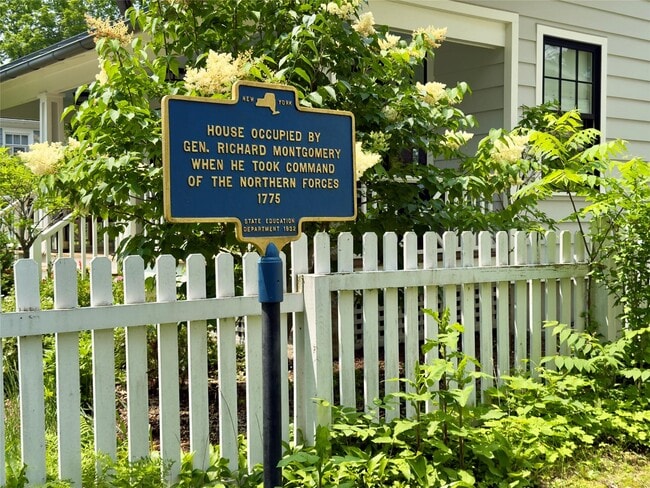 NEW YORK
HOUSE OCCUPIED BY
GEN. RICHARD MONTGOMERY
WHEN HE TOOK COMMAND
OF THE NORTHERN FORCES
1775
STATE EDUCATION
DEPARTMENT 1932